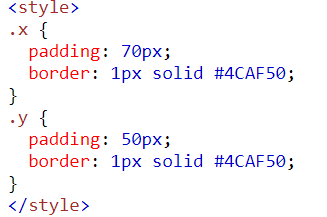 <style>
.x {
  padding: 70px;
  border: 1px solid #4CAF50;
}
.y {
  padding: 50px;
  border: 1px solid #4CAF50;
}
</style>